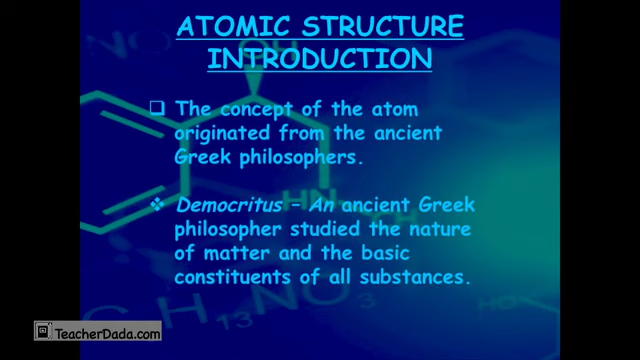 ATOMIC STRUCTURE
INTRODUCTION
The concept of the atom
originated from the ancient
Greek philosophers.
Democritus – An ancient Greek
philosopher studied the nature
of matter and the basic
constituents of all substances.
TeacherDada.com